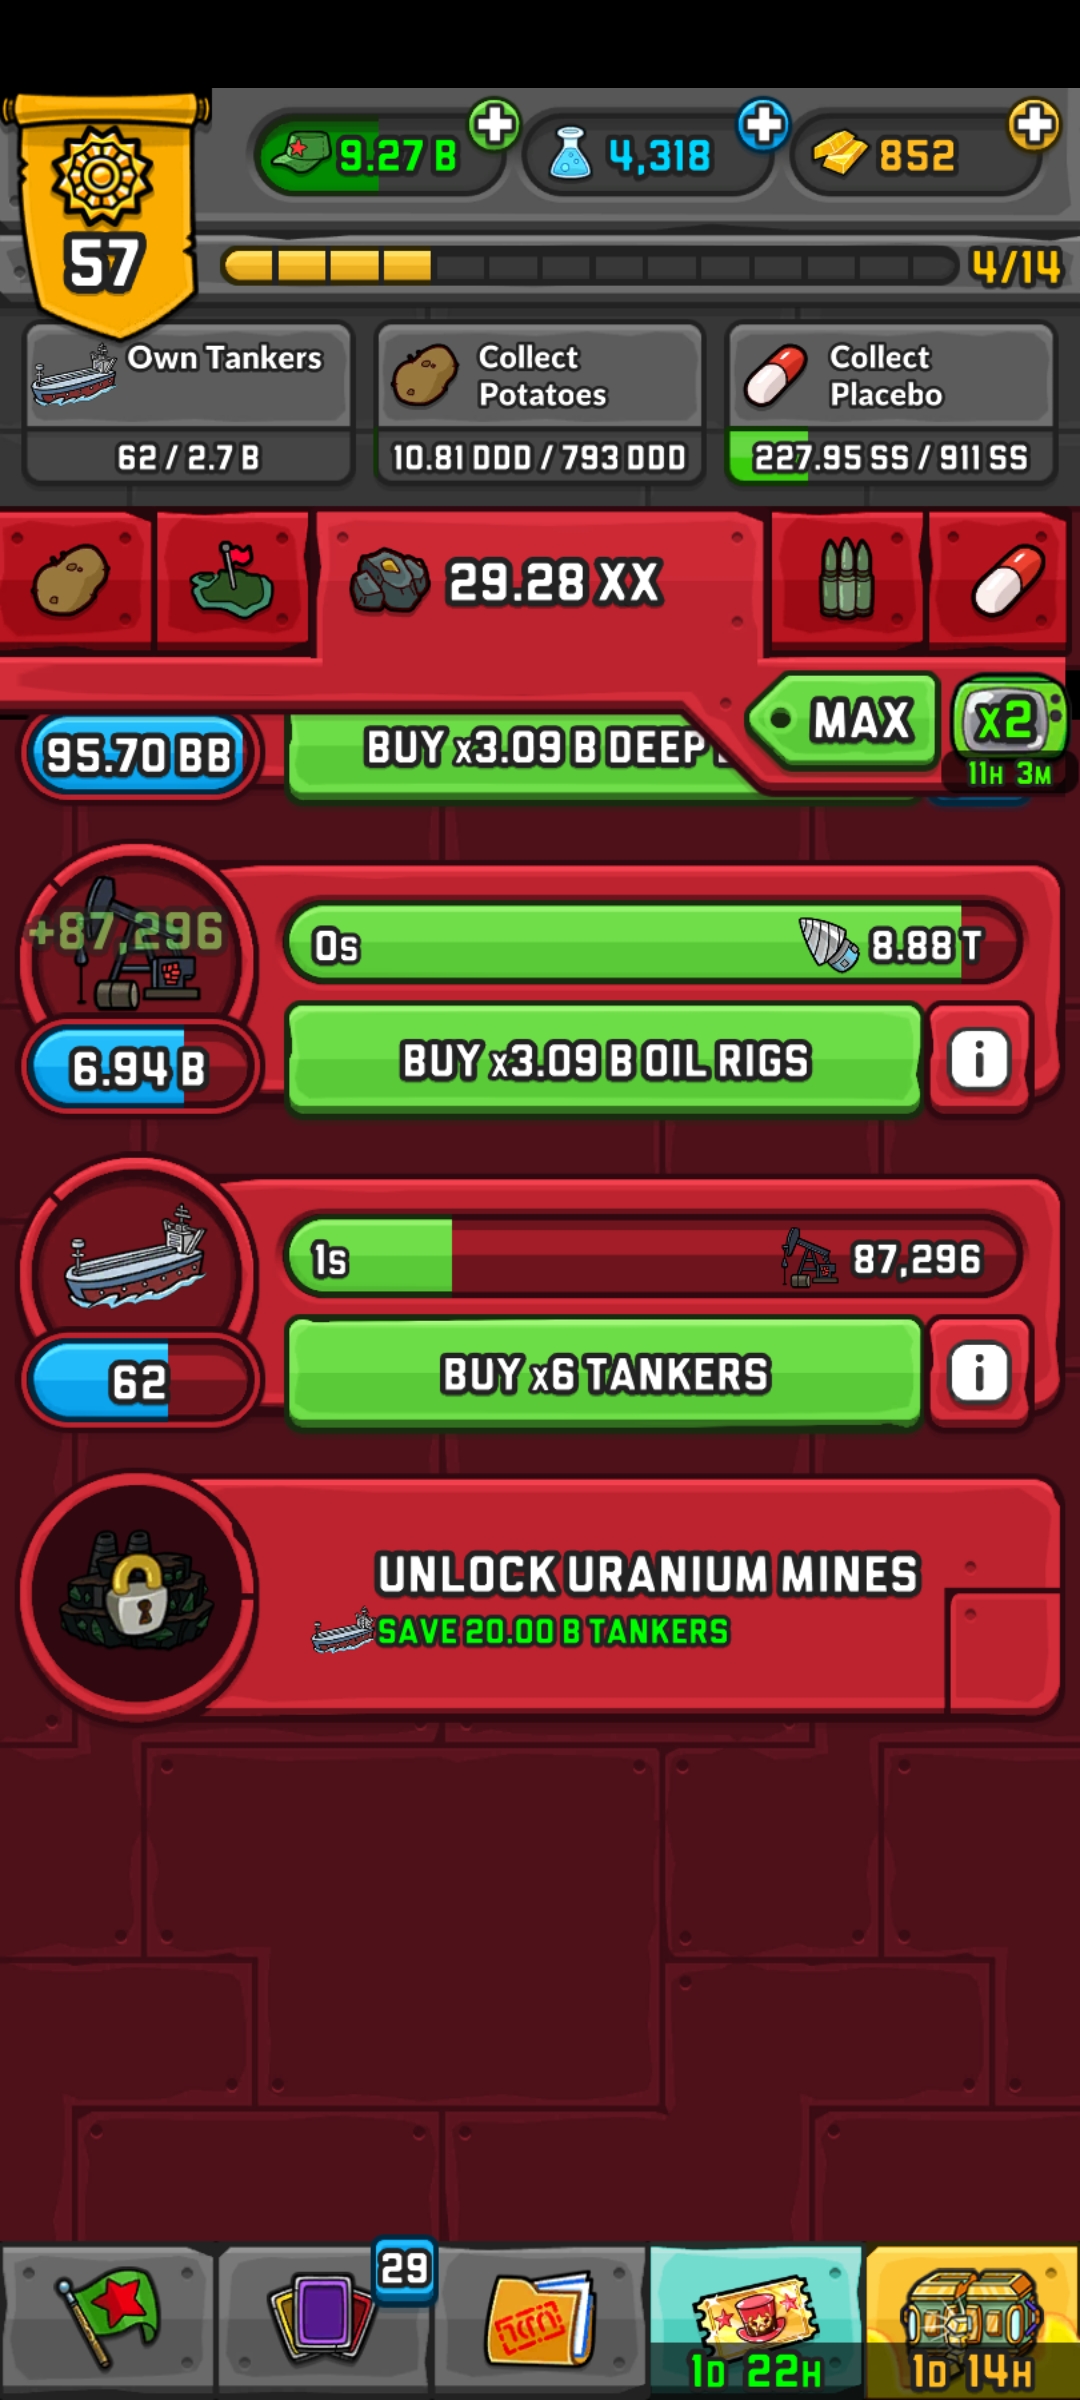 9.27 B
4,318
852
57
4/14
Own Tankers
62 / 2.7 B
Collect
Potatoes
10.81 DDD / 793 DDD
Collect
Placebo
227.95 SS / 911 SS
29.28 XX
MAX
x2
11H 3M
95.70 BB
BUY x3.09 B DEEP
+87,296
0s
8.88 T
6.94 B
BUY x3.09 B OIL RIGS
i
1s
87,296
62
BUY x6 TANKERS
i
UNLOCK URANIUM MINES
SAVE 20.00 B TANKERS
29
1D 22H
1D 14H